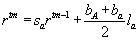 r^{tm} = s_a r^{tm-1} + \frac{b_A + b_a}{2} l_a